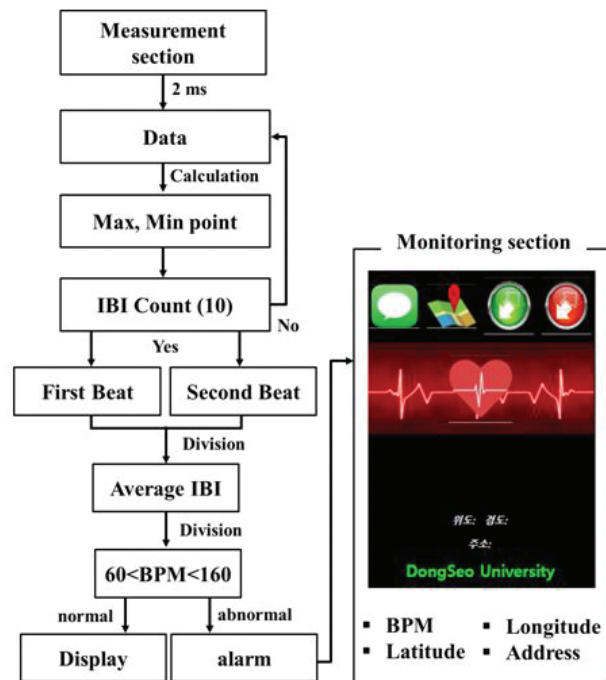 Measurement
section
2 ms
Data
Calculation
Max, Min point
IBI Count (10)
No
Yes
First Beat
Second Beat
Division
Average IBI
Division
60<BPM<160
normal
abnormal
Display
alarm
Monitoring section
위도: 경도:
주소:
DongSeo University
▪ BPM
▪ Longitude
▪ Latitude
▪ Address